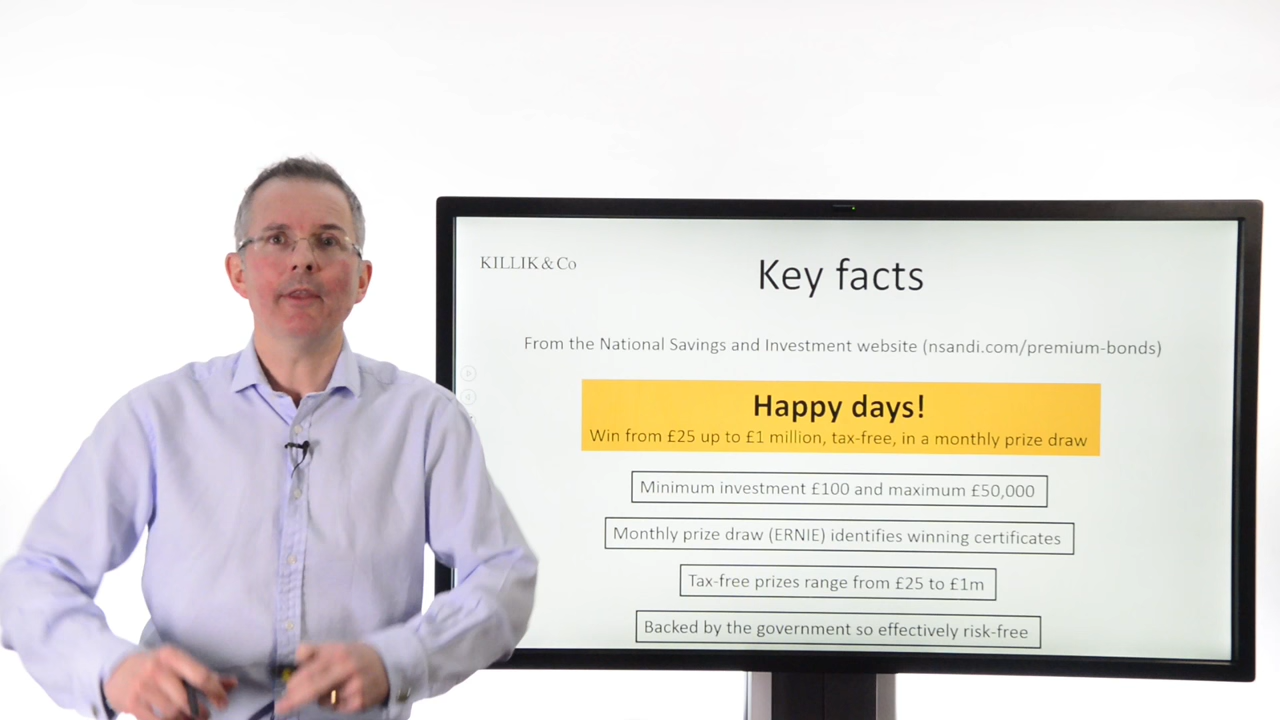 KILLIK & Co
Key facts
From the National Savings and Investment website (nsandi.com/premium-bonds)
Happy days!
Win from £25 up to £1 million, tax-free, in a monthly prize draw
Minimum investment £100 and maximum £50,000
Monthly prize draw (ERNIE) identifies winning certificates
Tax-free prizes range from £25 to £1m
Backed by the government so effectively risk-free